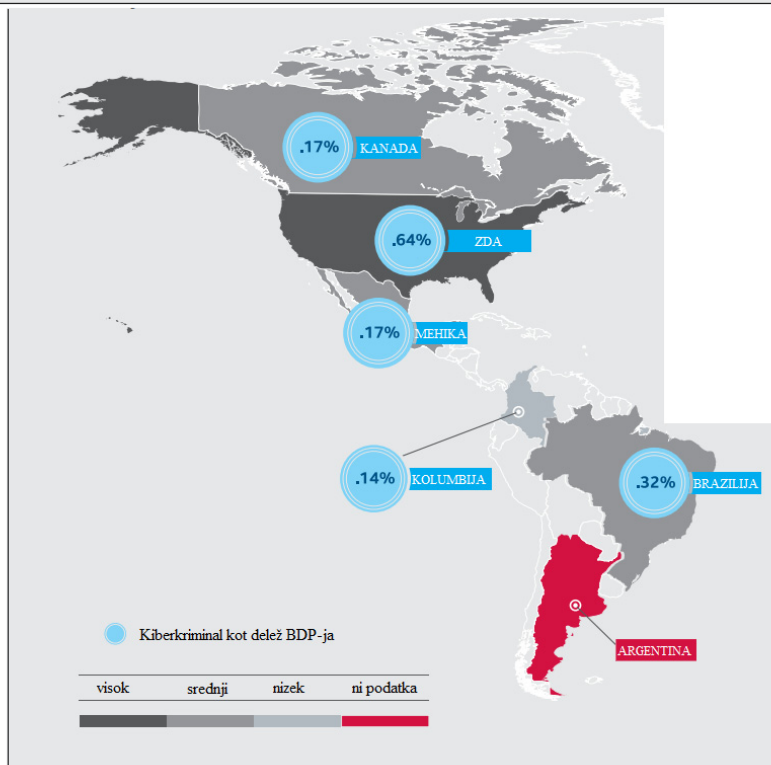 .17% KANADA
.64% ZDA
.17% MEHIKA
.14% KOLUMBIJA
.32% BRAZILIJA
ARGENTINA
Kiberkriminal kot delež BDP-ja
visok srednji nizek ni podatka